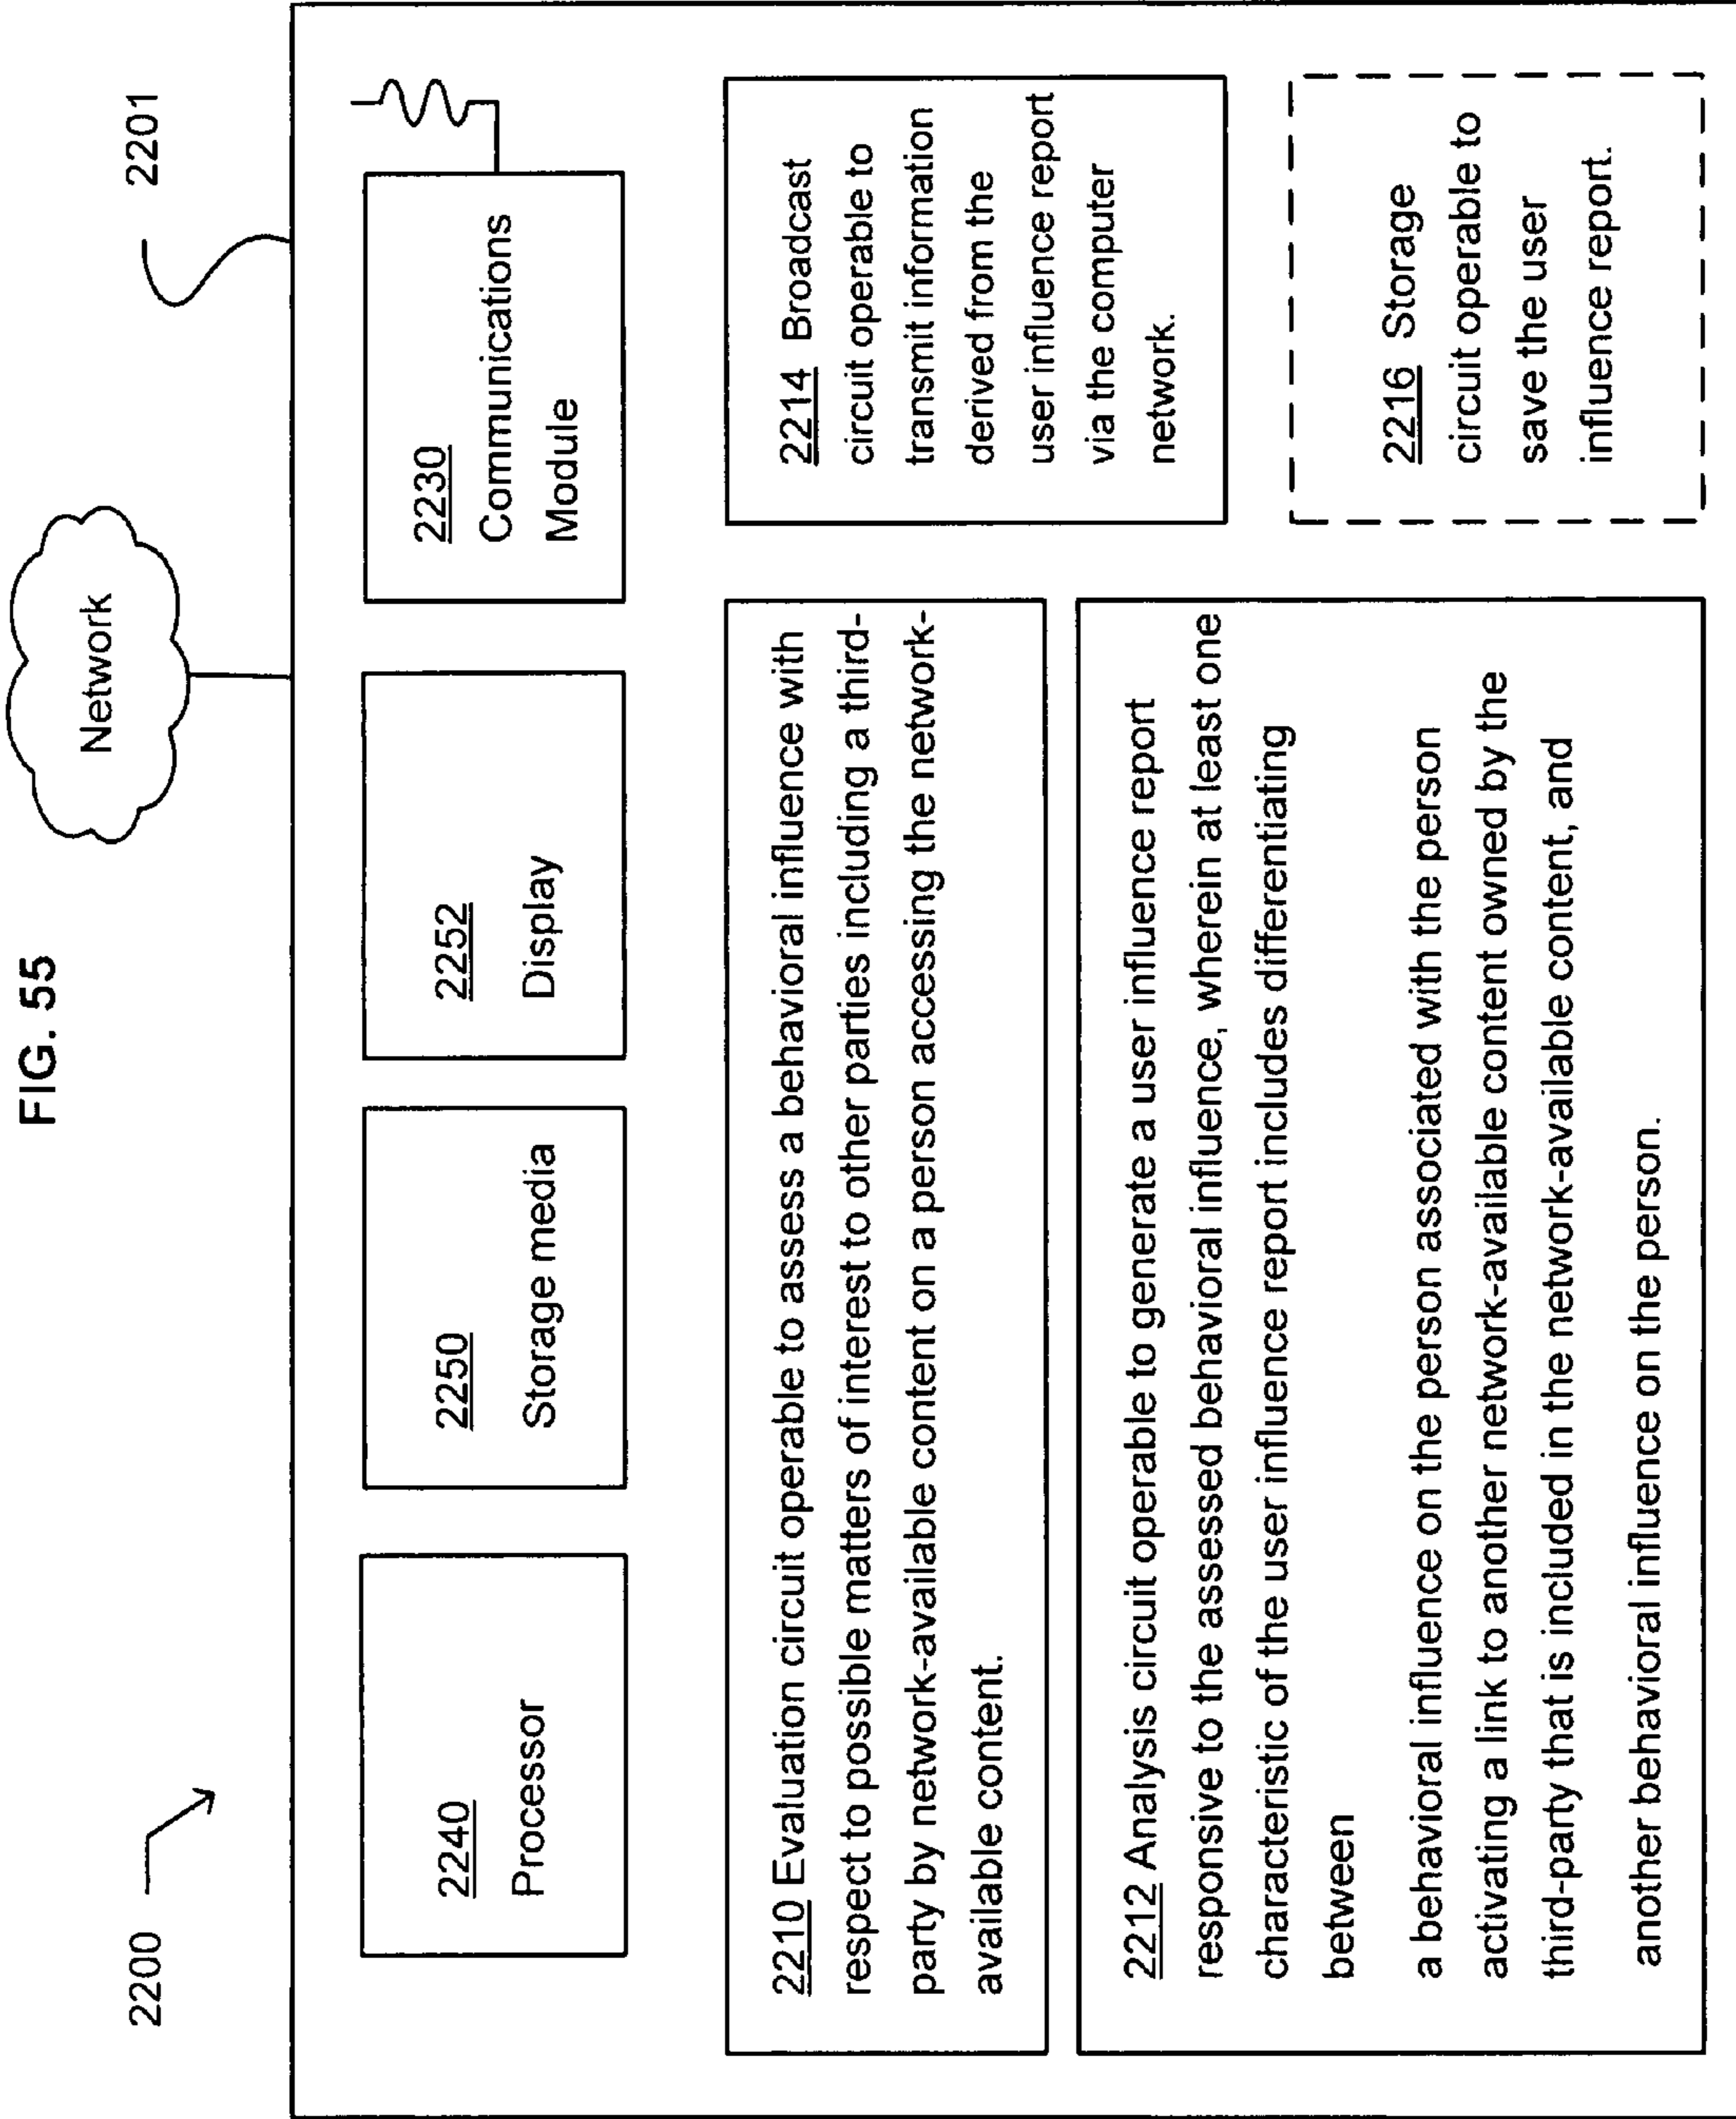 FIG. 55
2200
Network
2201
2240
Processor
2250
Storage media
2252
Display
2230
Communications
Module
2210 Evaluation circuit operable to assess a behavioral influence with
respect to possible matters of interest to other parties including a third-
party by network-available content on a person accessing the network-
available content.
2212 Analysis circuit operable to generate a user influence report
responsive to the assessed behavioral influence, wherein at least one
characteristic of the user influence report includes differentiating
between
a behavioral influence on the person associated with the person
activating a link to another network-available content owned by the
third-party that is included in the network-available content, and
another behavioral influence on the person.
2214 Broadcast
circuit operable to
transmit information
derived from the
user influence report
via the computer
network.
2216 Storage
circuit operable to
save the user
influence report.